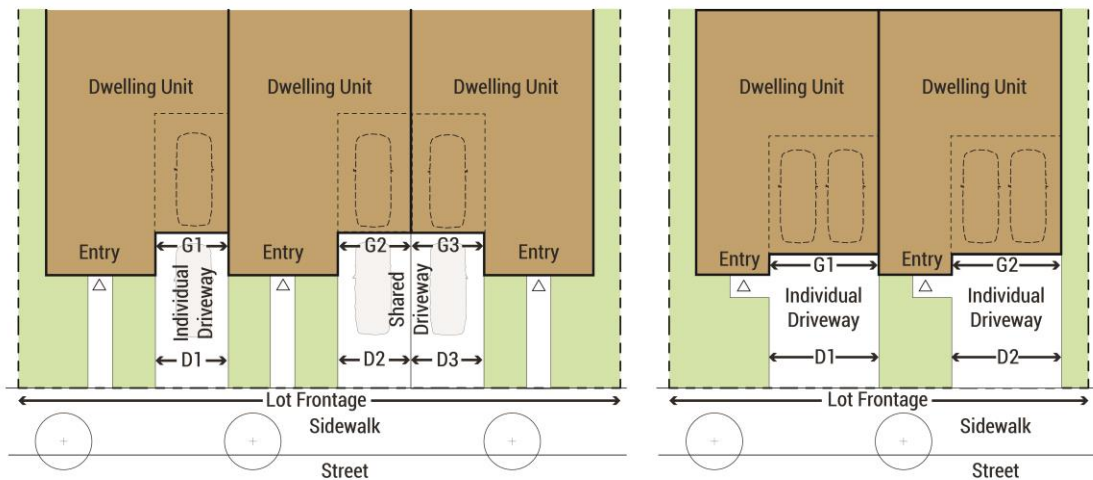 Dwelling Unit
Dwelling Unit
Dwelling Unit
Entry
G1
Entry
G2
G3
Entry
Individual
Driveway
Shared
Driveway
D1
D2
D3
Lot Frontage
Sidewalk
Street
Dwelling Unit
Dwelling Unit
Entry
G1
Entry
G2
Individual
Driveway
Individual
Driveway
D1
D2
Lot Frontage
Sidewalk
Street